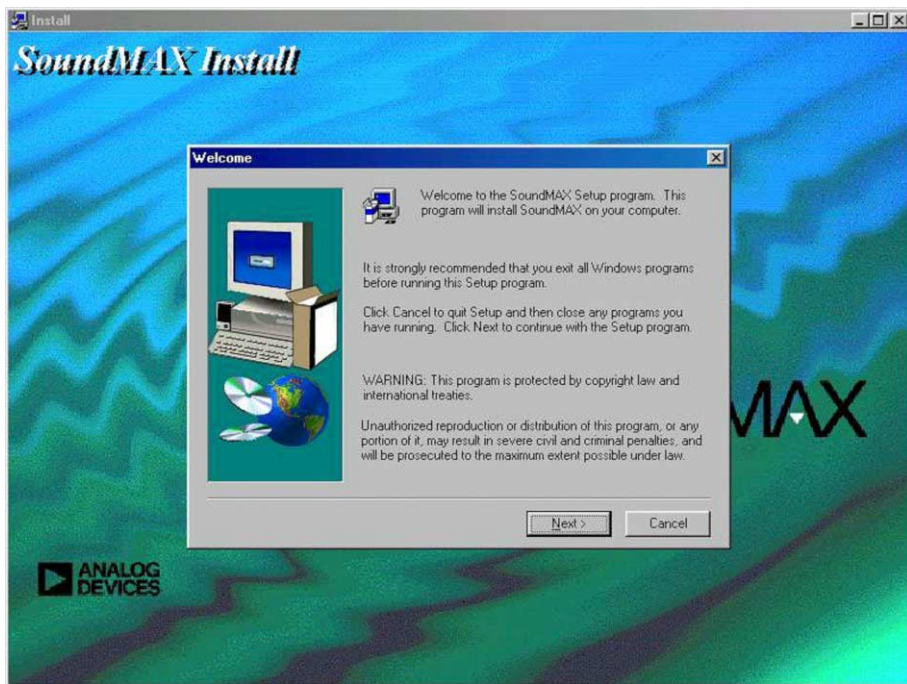 Install
SoundMAX Install
Welcome
Welcome to the SoundMAX Setup program. This
program will install SoundMAX on your computer.
It is strongly recommended that you exit all Windows programs
before running this Setup program.
Click Cancel to quit Setup and then close any programs you
have running. Click Next to continue with the Setup program.
WARNING: This program is protected by copyright law and
international treaties.
Unauthorized reproduction or distribution of this program, or any
portion of it, may result in severe civil and criminal penalties, and
will be prosecuted to the maximum extent possible under law.
MAX
Next >
Cancel
ANALOG
DEVICES